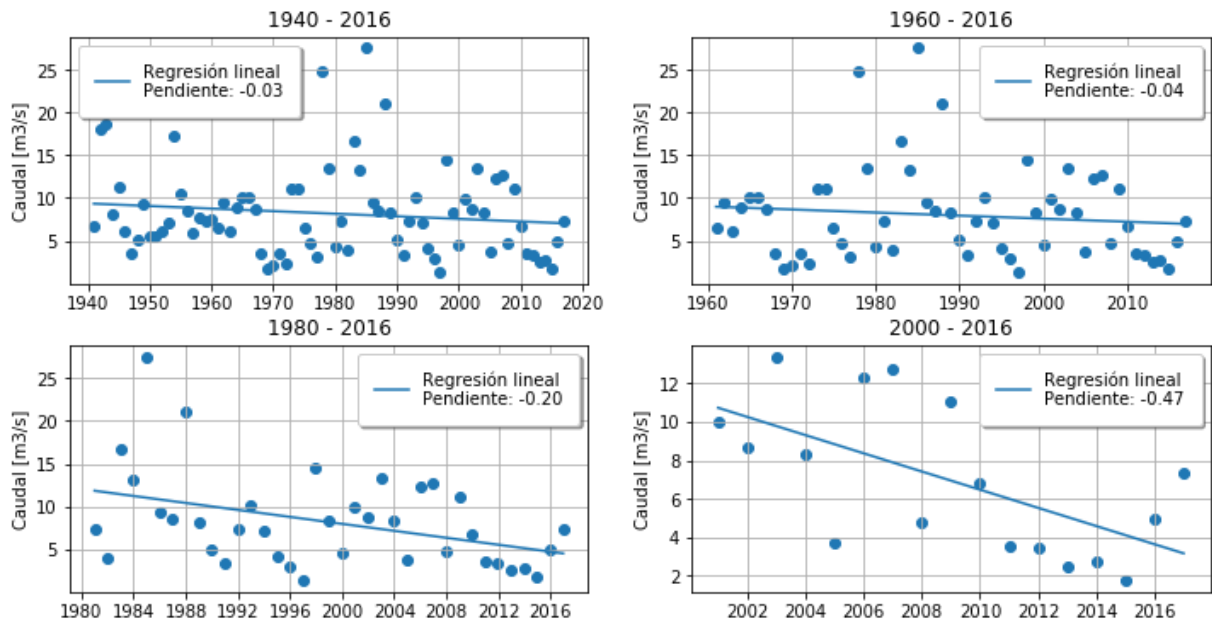 1940 - 2016
Caudal [m3/s]
25
20
15
10
5
Regresión lineal
Pendiente: -0.03
1940 1950 1960 1970 1980 1990 2000 2010 2020
1960 - 2016
Caudal [m3/s]
25
20
15
10
5
Regresión lineal
Pendiente: -0.04
1960 1970 1980 1990 2000 2010
1980 - 2016
Caudal [m3/s]
25
20
15
10
5
Regresión lineal
Pendiente: -0.20
1980 1984 1988 1992 1996 2000 2004 2008 2012 2016
2000 - 2016
Caudal [m3/s]
12
10
8
6
4
2
Regresión lineal
Pendiente: -0.47
2002 2004 2006 2008 2010 2012 2014 2016